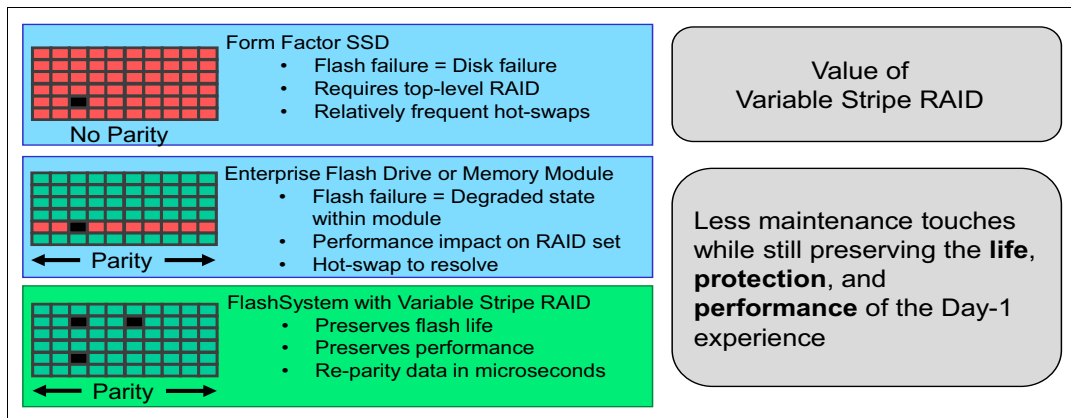 Form Factor SSD
• Flash failure = Disk failure
• Requires top-level RAID
• Relatively frequent hot-swaps
No Parity
Enterprise Flash Drive or Memory Module
• Flash failure = Degraded state
within module
• Performance impact on RAID set
• Hot-swap to resolve
Parity
FlashSystem with Variable Stripe RAID
• Preserves flash life
• Preserves performance
• Re-parity data in microseconds
Parity
Value of
Variable Stripe RAID
Less maintenance touches
while still preserving the life,
protection, and
performance of the Day-1
experience